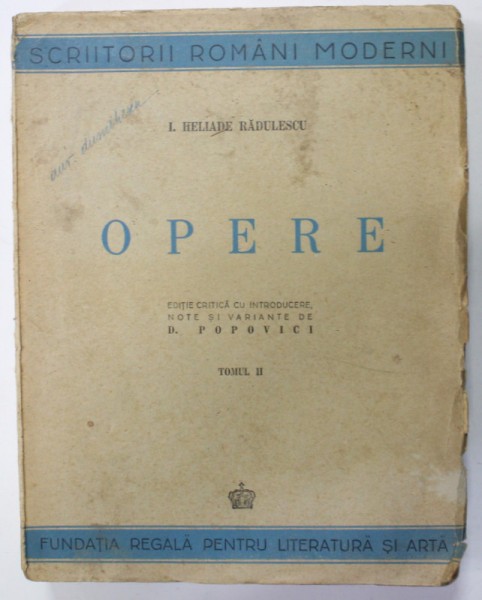 SCRIITORII ROMÂNI MODERNI
I. HELIADE RĂDULESCU
OPERE
EDIȚIE CRITICĂ CU INTRODUCERE,
NOTE ȘI VARIANTE DE
D. POPOVICI
TOMUL II
FUNDAȚIA REGALĂ PENTRU LITERATURĂ ȘI ARTĂ